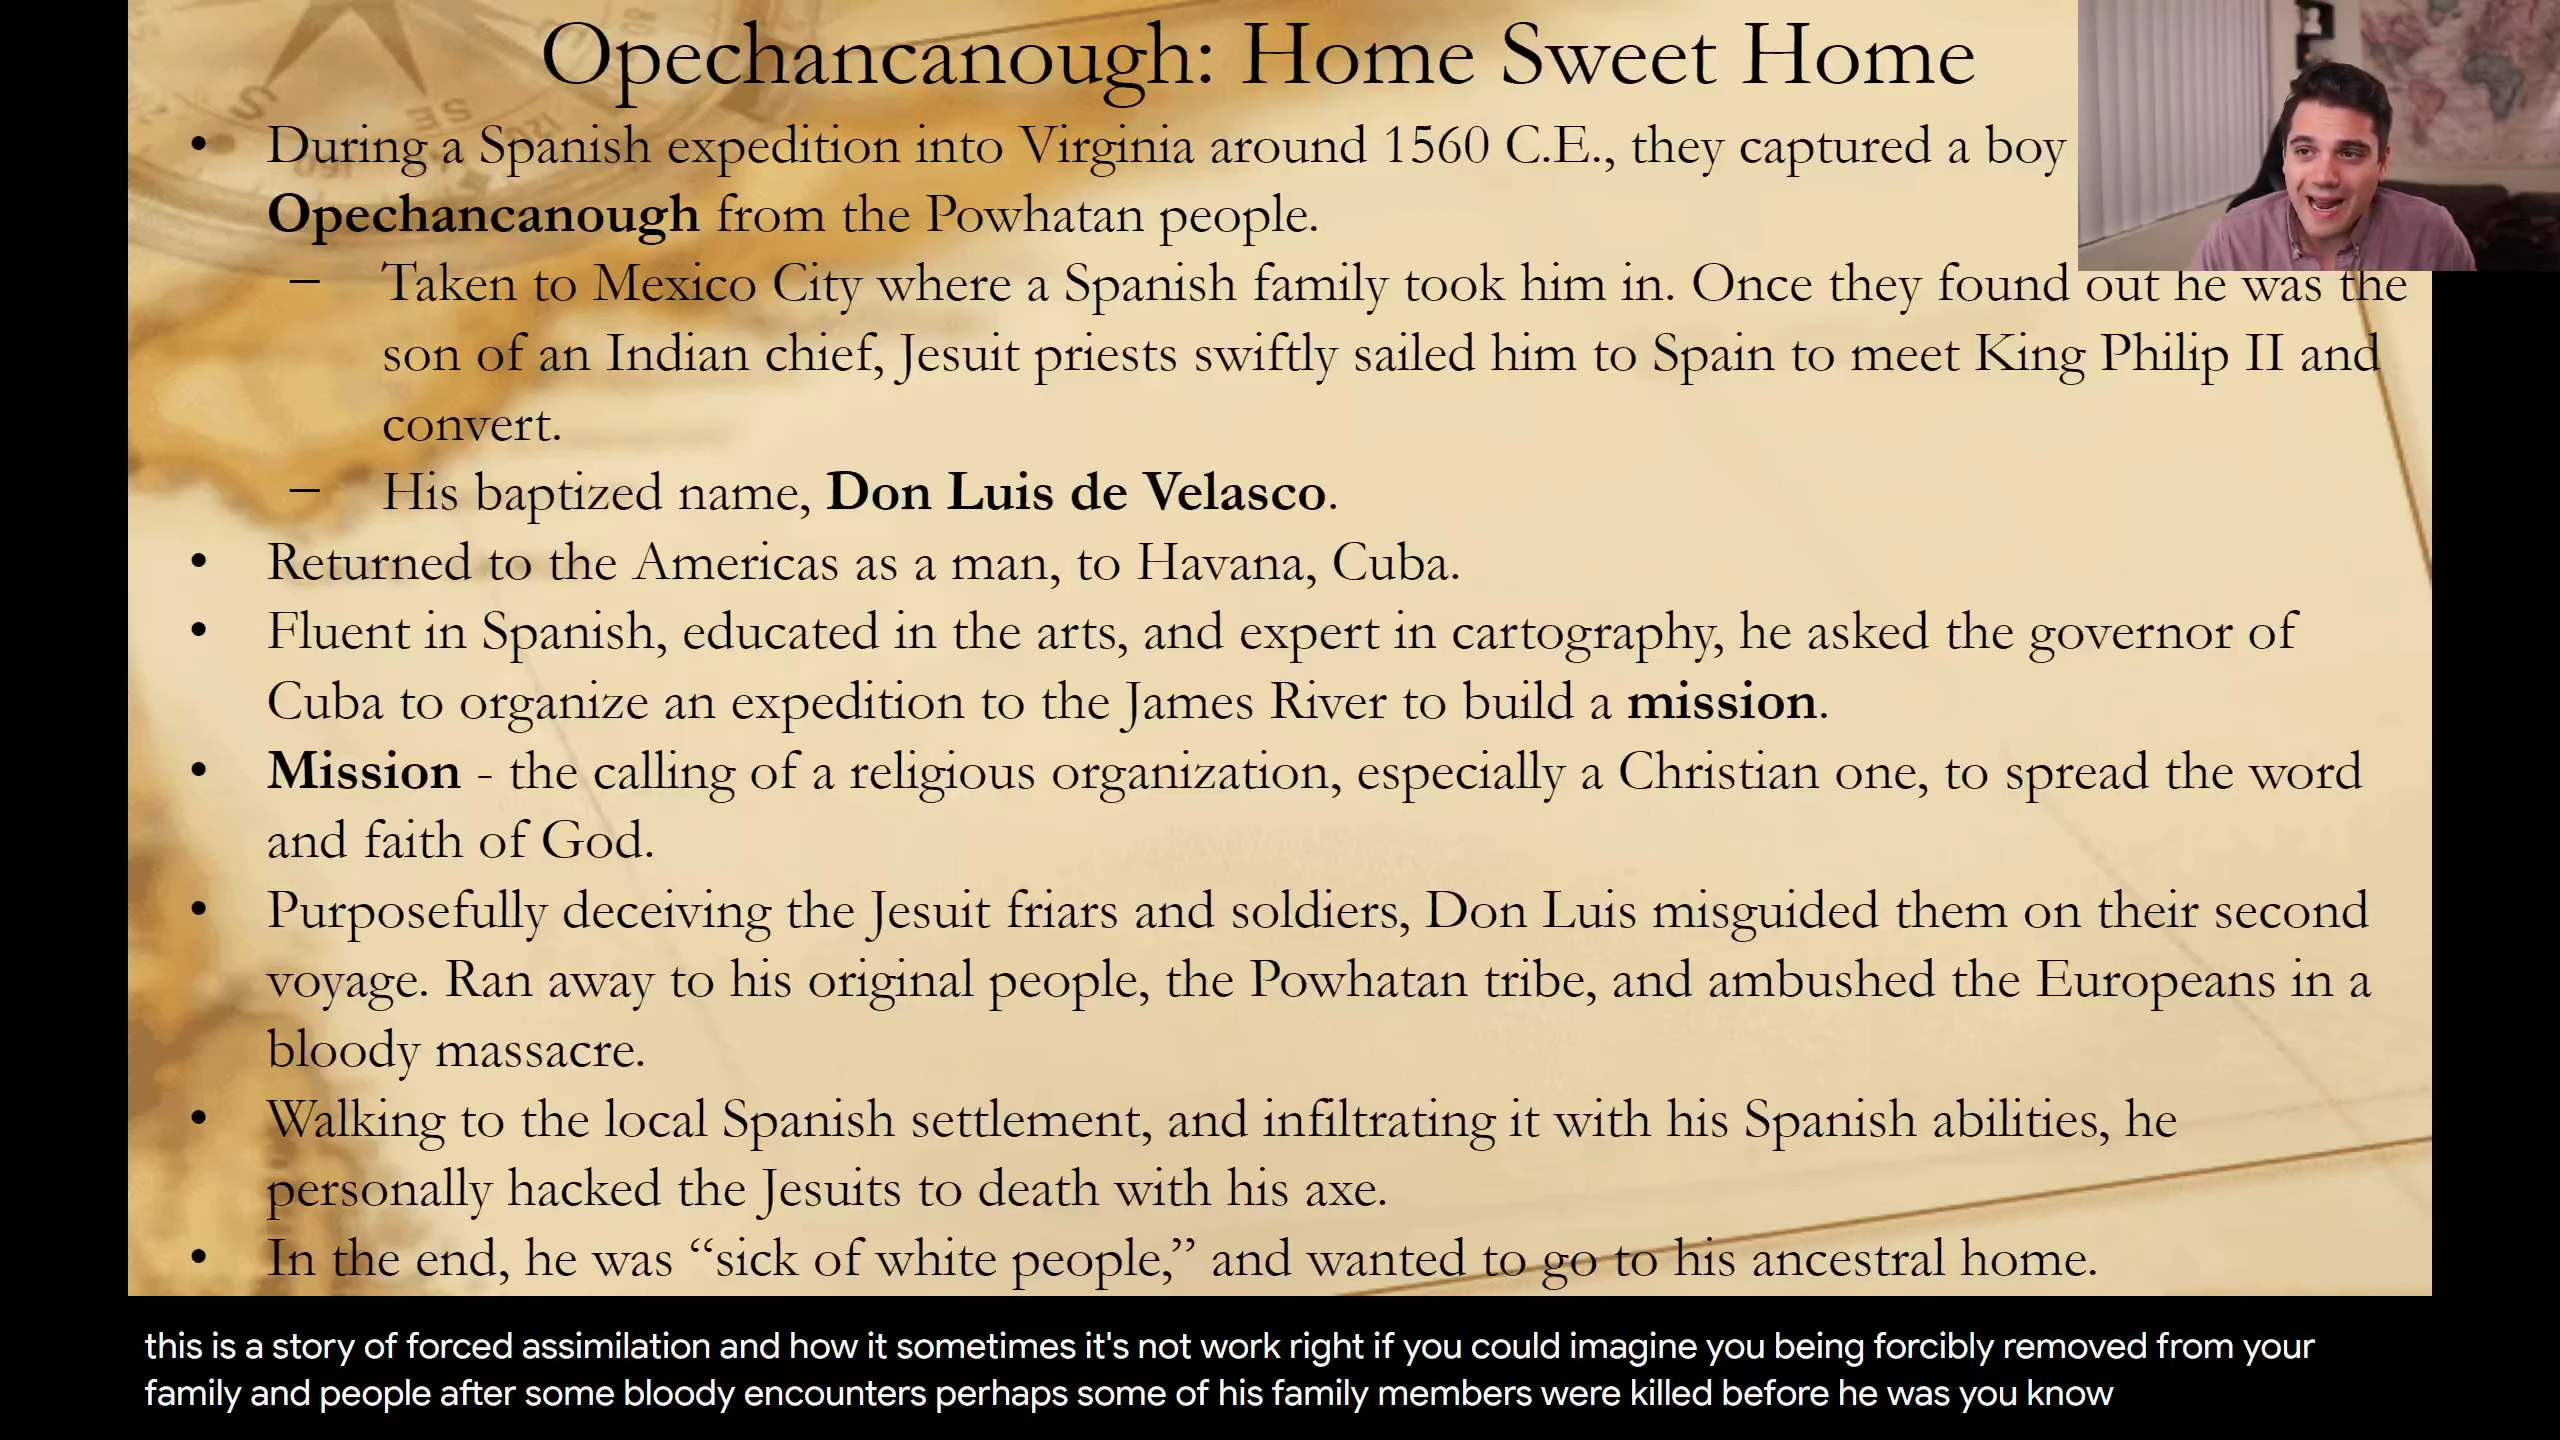 Opechancanough: Home Sweet Home
• During a Spanish expedition into Virginia around 1560 C.E., they captured a boy
Opechancanough from the Powhatan people.
– Taken to Mexico City where a Spanish family took him in. Once they found out he was the
son of an Indian chief, Jesuit priests swiftly sailed him to Spain to meet King Philip II and
convert.
– His baptized name, Don Luis de Velasco.
• Returned to the Americas as a man, to Havana, Cuba.
• Fluent in Spanish, educated in the arts, and expert in cartography, he asked the governor of
Cuba to organize an expedition to the James River to build a mission.
• Mission - the calling of a religious organization, especially a Christian one, to spread the word
and faith of God.
• Purposefully deceiving the Jesuit friars and soldiers, Don Luis misguided them on their second
voyage. Ran away to his original people, the Powhatan tribe, and ambushed the Europeans in a
bloody massacre.
• Walking to the local Spanish settlement, and infiltrating it with his Spanish abilities, he
personally hacked the Jesuits to death with his axe.
• In the end, he was “sick of white people,” and wanted to go to his ancestral home.
this is a story of forced assimilation and how it sometimes it's not work right if you could imagine you being forcibly removed from your
family and people after some bloody encounters perhaps some of his family members were killed before he was you know